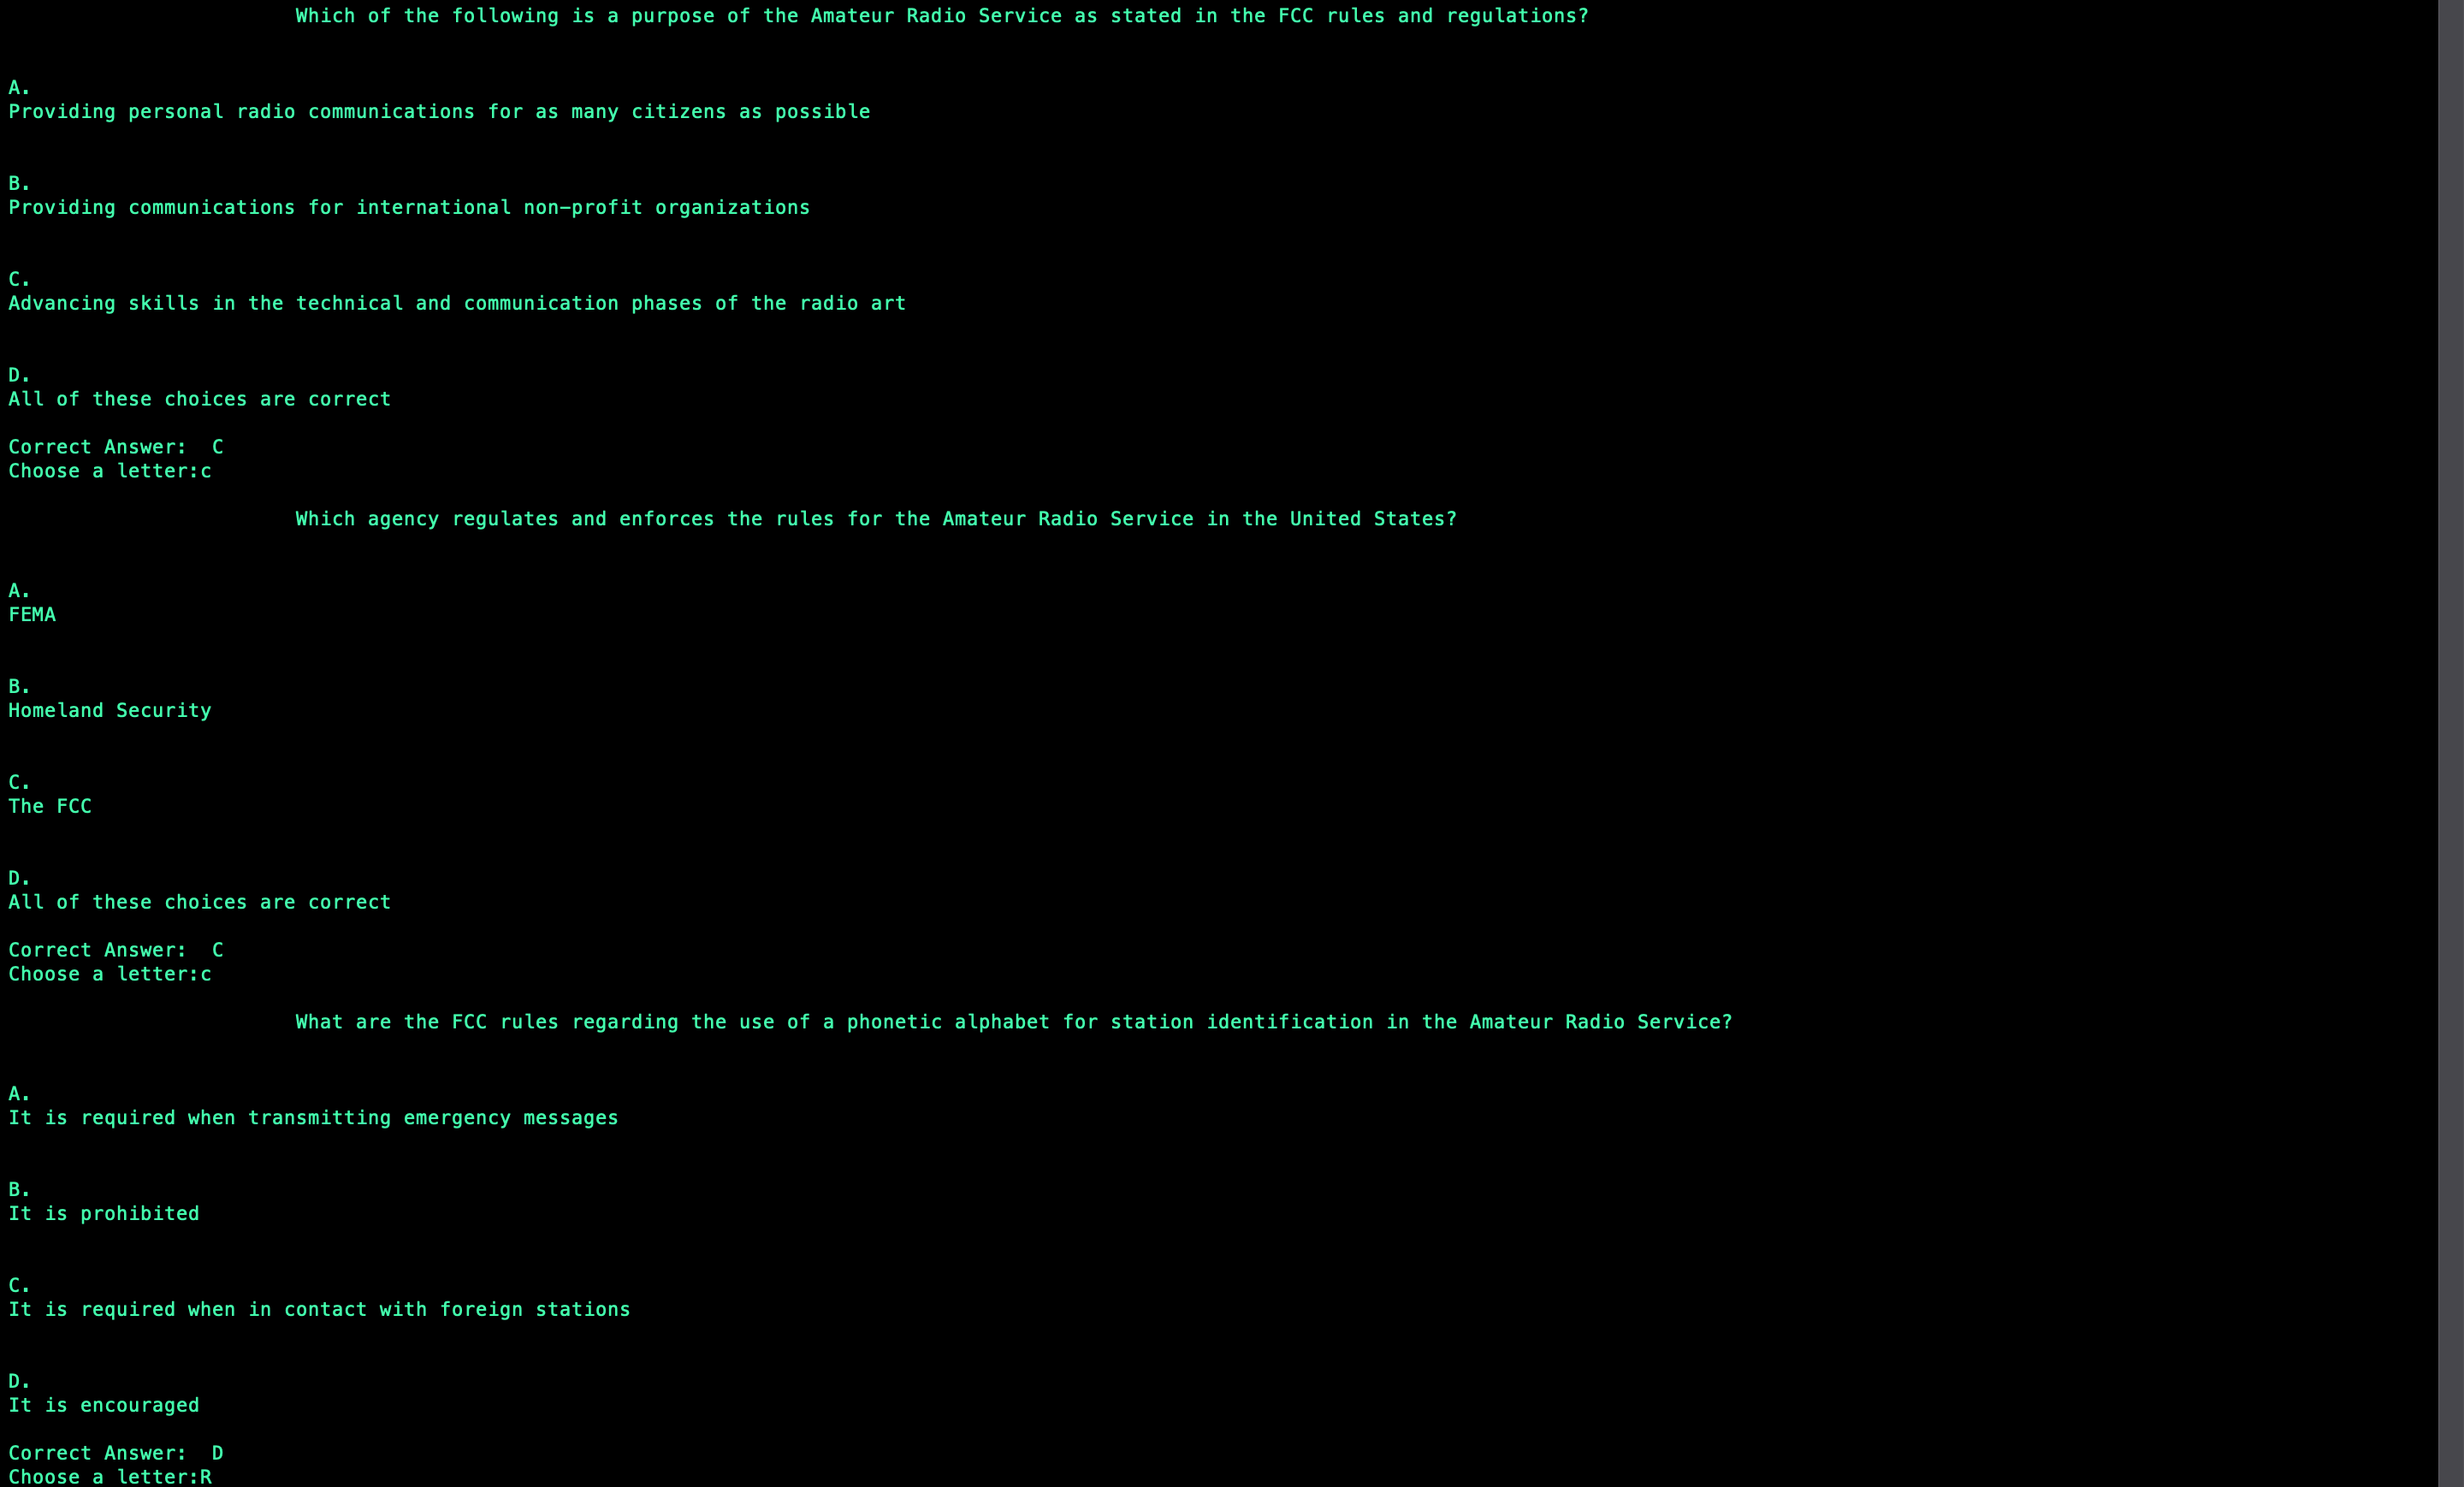 Which of the following is a purpose of the Amateur Radio Service as stated in the FCC rules and regulations?
A.
Providing personal radio communications for as many citizens as possible
B.
Providing communications for international non-profit organizations
C.
Advancing skills in the technical and communication phases of the radio art
D.
All of these choices are correct
Correct Answer:  C
Choose a letter:c
Which agency regulates and enforces the rules for the Amateur Radio Service in the United States?
A.
FEMA
B.
Homeland Security
C.
The FCC
D.
All of these choices are correct
Correct Answer:  C
Choose a letter:c
What are the FCC rules regarding the use of a phonetic alphabet for station identification in the Amateur Radio Service?
A.
It is required when transmitting emergency messages
B.
It is prohibited
C.
It is required when in contact with foreign stations
D.
It is encouraged
Correct Answer:  D
Choose a letter:R